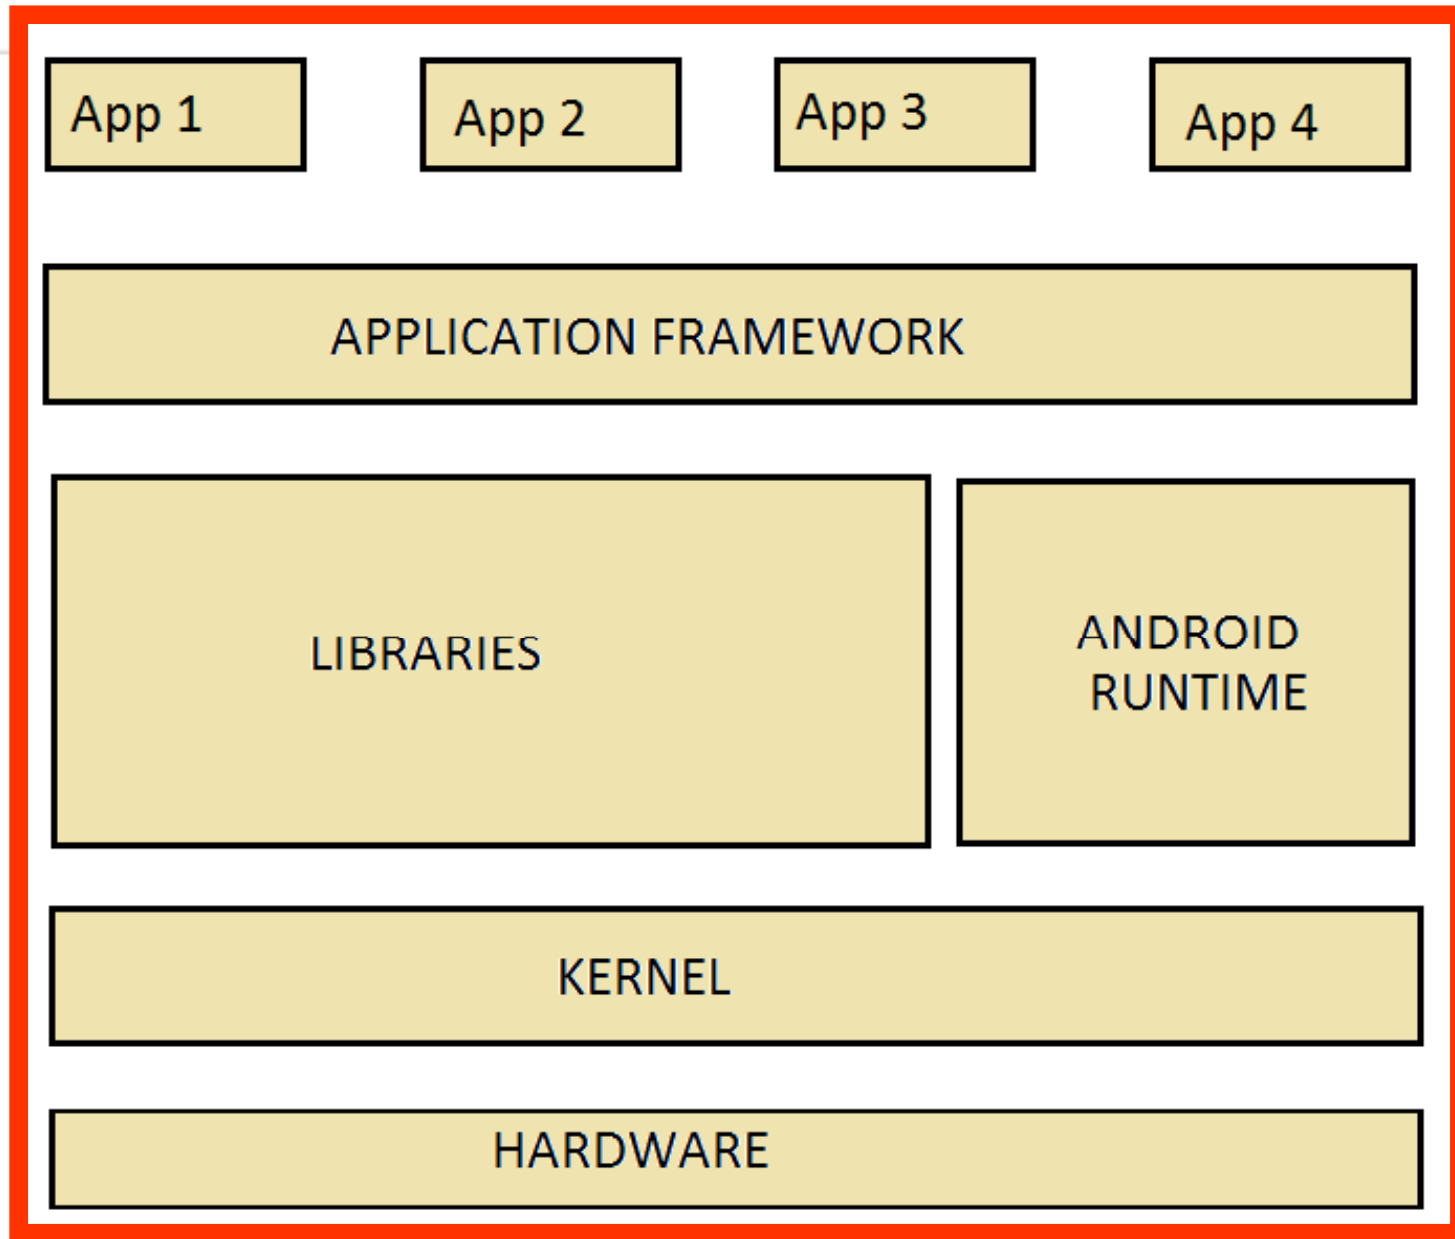 App 1
App 2
App 3
App 4
APPLICATION FRAMEWORK
LIBRARIES
ANDROID
RUNTIME
KERNEL
HARDWARE